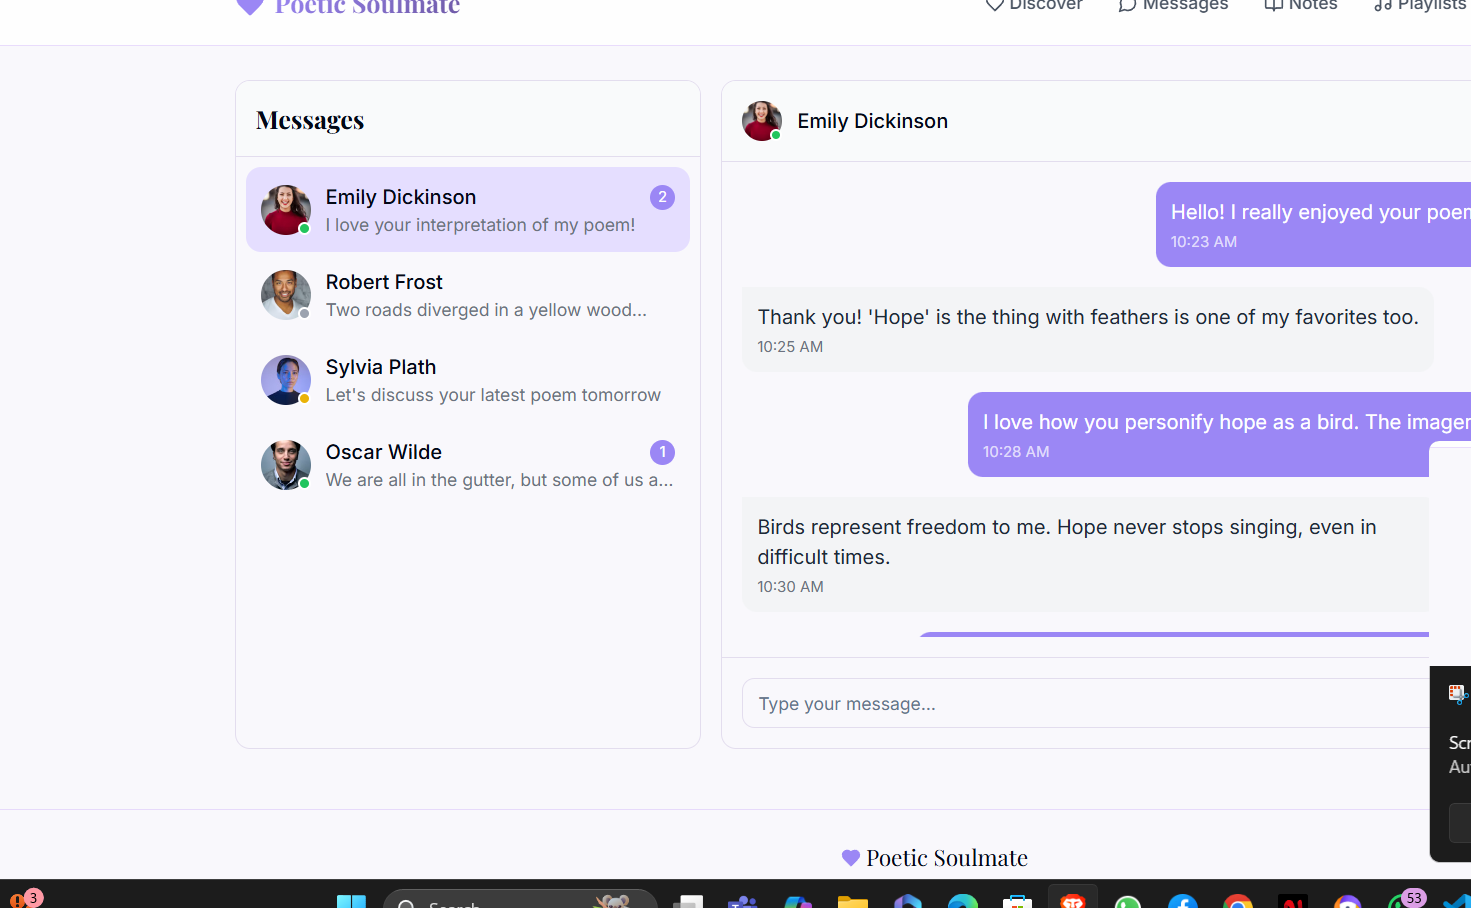 Poetic Soulmate
Discover
Messages
Notes
Playlists
Messages
Emily Dickinson
2
I love your interpretation of my poem!
Robert Frost
Two roads diverged in a yellow wood...
Sylvia Plath
Let's discuss your latest poem tomorrow
Oscar Wilde
1
We are all in the gutter, but some of us a...
Emily Dickinson
Hello! I really enjoyed your poem
10:23 AM
Thank you! 'Hope' is the thing with feathers is one of my favorites too.
10:25 AM
I love how you personify hope as a bird. The imager
10:28 AM
Birds represent freedom to me. Hope never stops singing, even in
difficult times.
10:30 AM
Type your message...
Scr
Au
Poetic Soulmate
3
Search
53